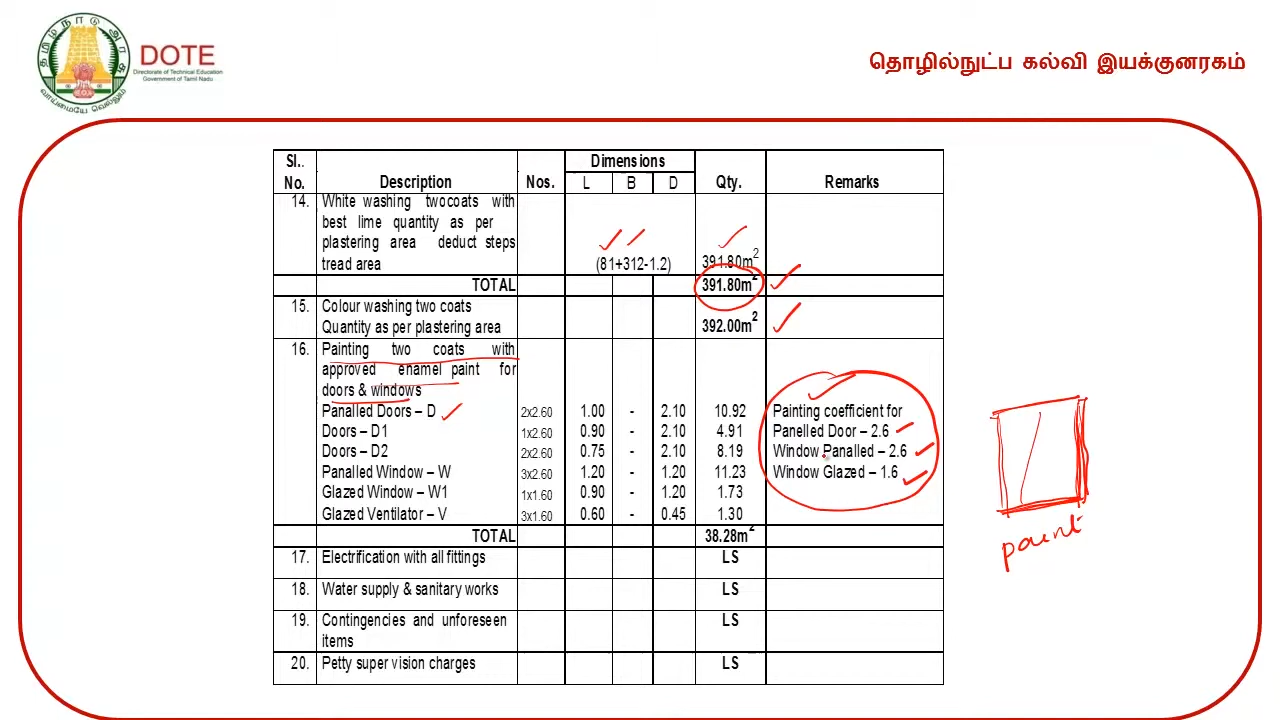 தமிழ்நாடு அரசு
வாய்மையே வெல்லும்
DOTE
Directorate of Technical Education
Government of Tamil Nadu
தொழில்நுட்ப கல்வி இயக்குனரகம்
Sl.. No. Description Nos. Dimensions L B D Qty. Remarks
14. White washing twocoats with
best lime quantity as per
plastering area deduct steps
tread area (81+312-1.2) 391.80m2
TOTAL 391.80m2
15. Colour washing two coats
Quantity as per plastering area 392.00m2
16. Painting two coats with
approved enamel paint for
doors & windows
Panalled Doors – D 2x2.60 1.00 - 2.10 10.92 Painting coefficient for
Doors – D1 1x2.60 0.90 - 2.10 4.91 Panelled Door – 2.6
Doors – D2 2x2.60 0.75 - 2.10 8.19 Window Panalled – 2.6
Panalled Window – W 3x2.60 1.20 - 1.20 11.23 Window Glazed – 1.6
Glazed Window – W1 1x1.60 0.90 - 1.20 1.73
Glazed Ventilator – V 3x1.60 0.60 - 0.45 1.30
TOTAL 38.28m2
17. Electrification with all fittings LS
18. Water supply & sanitary works LS
19. Contingencies and unforeseen
items LS
20. Petty super vision charges LS
paint